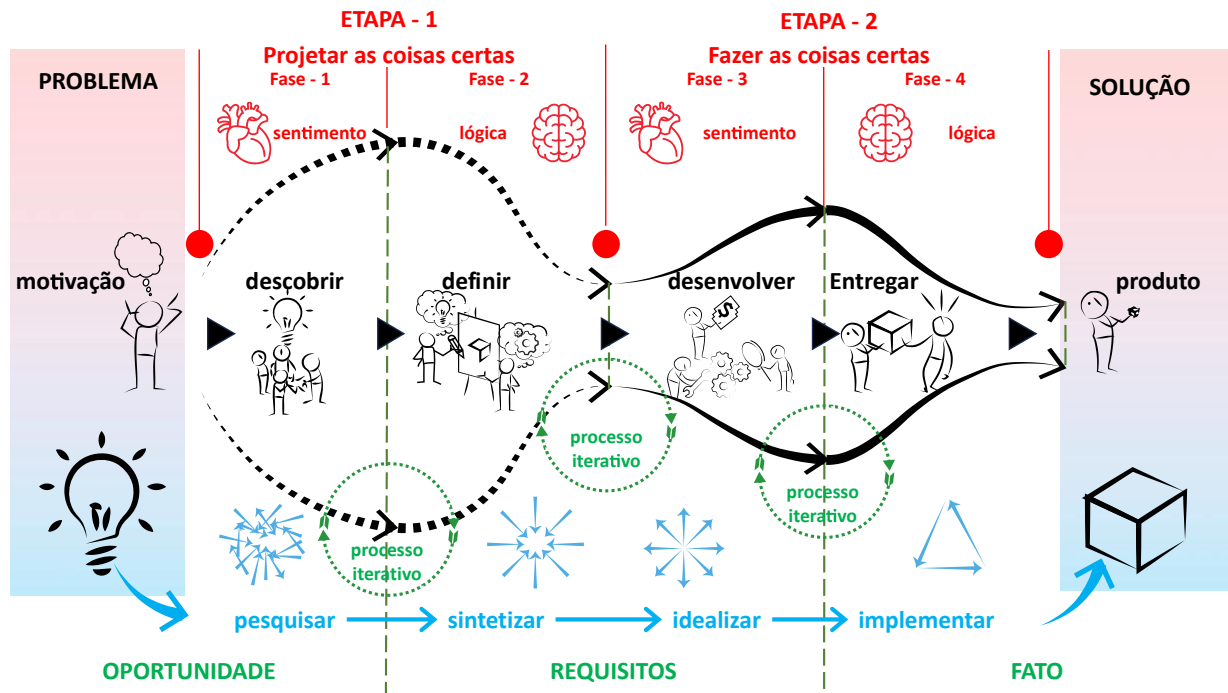 ETAPA - 1
Projetar as coisas certas
ETAPA - 2
Fazer as coisas certas
PROBLEMA
Fase - 1
Fase - 2
Fase - 3
Fase - 4
SOLUÇÃO
sentimento
lógica
sentimento
lógica
motivação
descobrir
definir
desenvolver
Entregar
produto
$
processo
iterativo
processo
iterativo
processo
iterativo
pesquisar
sintetizar
idealizar
implementar
OPORTUNIDADE
REQUISITOS
FATO